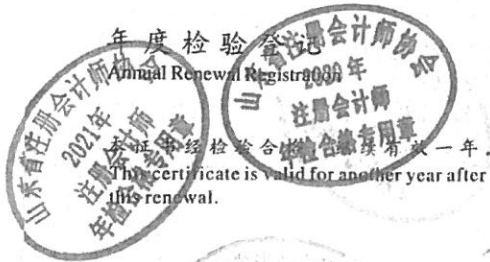 年度检验登记
Annual Renewal Registration
本证书经检验合格继续有效一年。
This certificate is valid for another year after
this renewal.
山东省注册会计师协会
2021年
注册会计师
年检合格专用章
山东省注册会计师协会
2020年
注册会计师
年检合格专用章